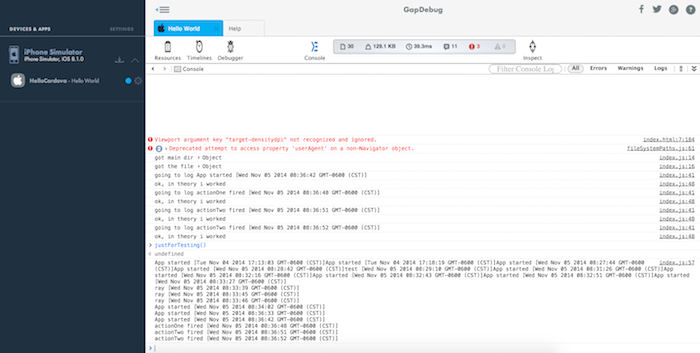 GapDebug
DEVICES & APPS
SETTINGS
Hello World
Help
iPhone Simulator
iPhone Simulator, iOS 8.1.0
HelloCordova - Hello World
Resources
Timelines
Debugger
Console
30
129.1 KB
39.3ms
11
3
Inspect
Console
Filter Console Log
All
Errors
Warnings
Logs
Viewport argument key "target-densitydpi" not recognized and ignored. index.html:7:184
2 Deprecated attempt to access property 'userAgent' on a non-Navigator object. fileSystemPaths.js:61
got main dir > Object index.js:14
got the file > Object index.js:16
going to log App started [Wed Nov 05 2014 08:36:42 GMT-0600 (CST)] index.js:41
ok, in theory i worked index.js:48
going to log actionOne fired [Wed Nov 05 2014 08:36:48 GMT-0600 (CST)] index.js:41
ok, in theory i worked index.js:48
going to log actionTwo fired [Wed Nov 05 2014 08:36:51 GMT-0600 (CST)] index.js:41
ok, in theory i worked index.js:48
going to log actionTwo fired [Wed Nov 05 2014 08:36:52 GMT-0600 (CST)] index.js:41
ok, in theory i worked index.js:48
> justforTesting()
< undefined
App started [Tue Nov 04 2014 17:13:03 GMT-0600 (CST)]App started [Tue Nov 04 2014 17:18:19 GMT-0600 (CST)]App started [Wed Nov 05 2014 08:27:44 GMT-0600 index.js:57
(CST)]App started [Wed Nov 05 2014 08:28:42 GMT-0600 (CST)]test [Wed Nov 05 2014 08:29:10 GMT-0600 (CST)]App started [Wed Nov 05 2014 08:31:26 GMT-0600 (CST)]App
started [Wed Nov 05 2014 08:32:16 GMT-0600 (CST)]App started [Wed Nov 05 2014 08:32:43 GMT-0600 (CST)]App started [Wed Nov 05 2014 08:32:51 GMT-0600 (CST)]App started
[Wed Nov 05 2014 08:33:27 GMT-0600 (CST)]
ray [Wed Nov 05 2014 08:33:39 GMT-0600 (CST)]
ray [Wed Nov 05 2014 08:33:45 GMT-0600 (CST)]
ray [Wed Nov 05 2014 08:33:46 GMT-0600 (CST)]
App started [Wed Nov 05 2014 08:34:02 GMT-0600 (CST)]
App started [Wed Nov 05 2014 08:36:33 GMT-0600 (CST)]
App started [Wed Nov 05 2014 08:36:42 GMT-0600 (CST)]
actionOne fired [Wed Nov 05 2014 08:36:48 GMT-0600 (CST)]
actionTwo fired [Wed Nov 05 2014 08:36:51 GMT-0600 (CST)]
actionTwo fired [Wed Nov 05 2014 08:36:52 GMT-0600 (CST)]